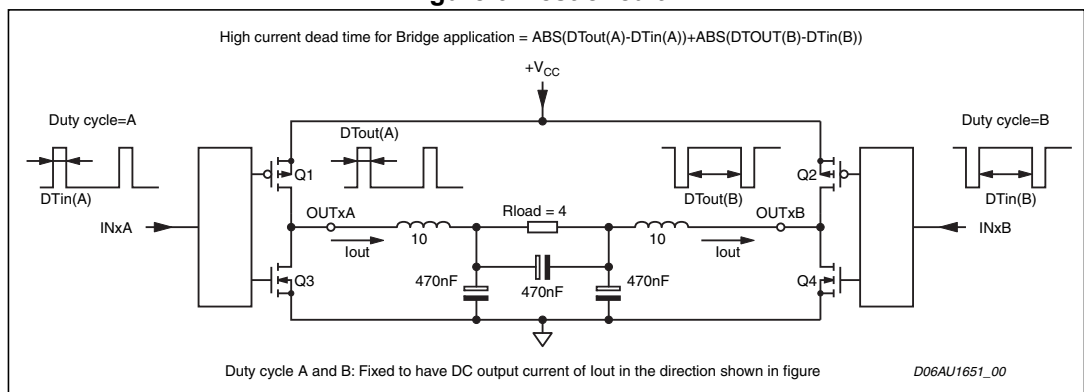 High current dead time for Bridge application = ABS(DTout(A)-DTin(A))+ABS(DTOUT(B)-DTin(B))
+VCC
Duty cycle=A
DTout(A)
Duty cycle=B
DTin(A)
Q1
DTout(B)
Q2
DTin(B)
INxA
OUTxA
Rload = 4
OUTxB
INxB
Iout
10
10
Iout
Q3
470nF
470nF
470nF
Q4
Duty cycle A and B: Fixed to have DC output current of Iout in the direction shown in figure
D06AU1651_00